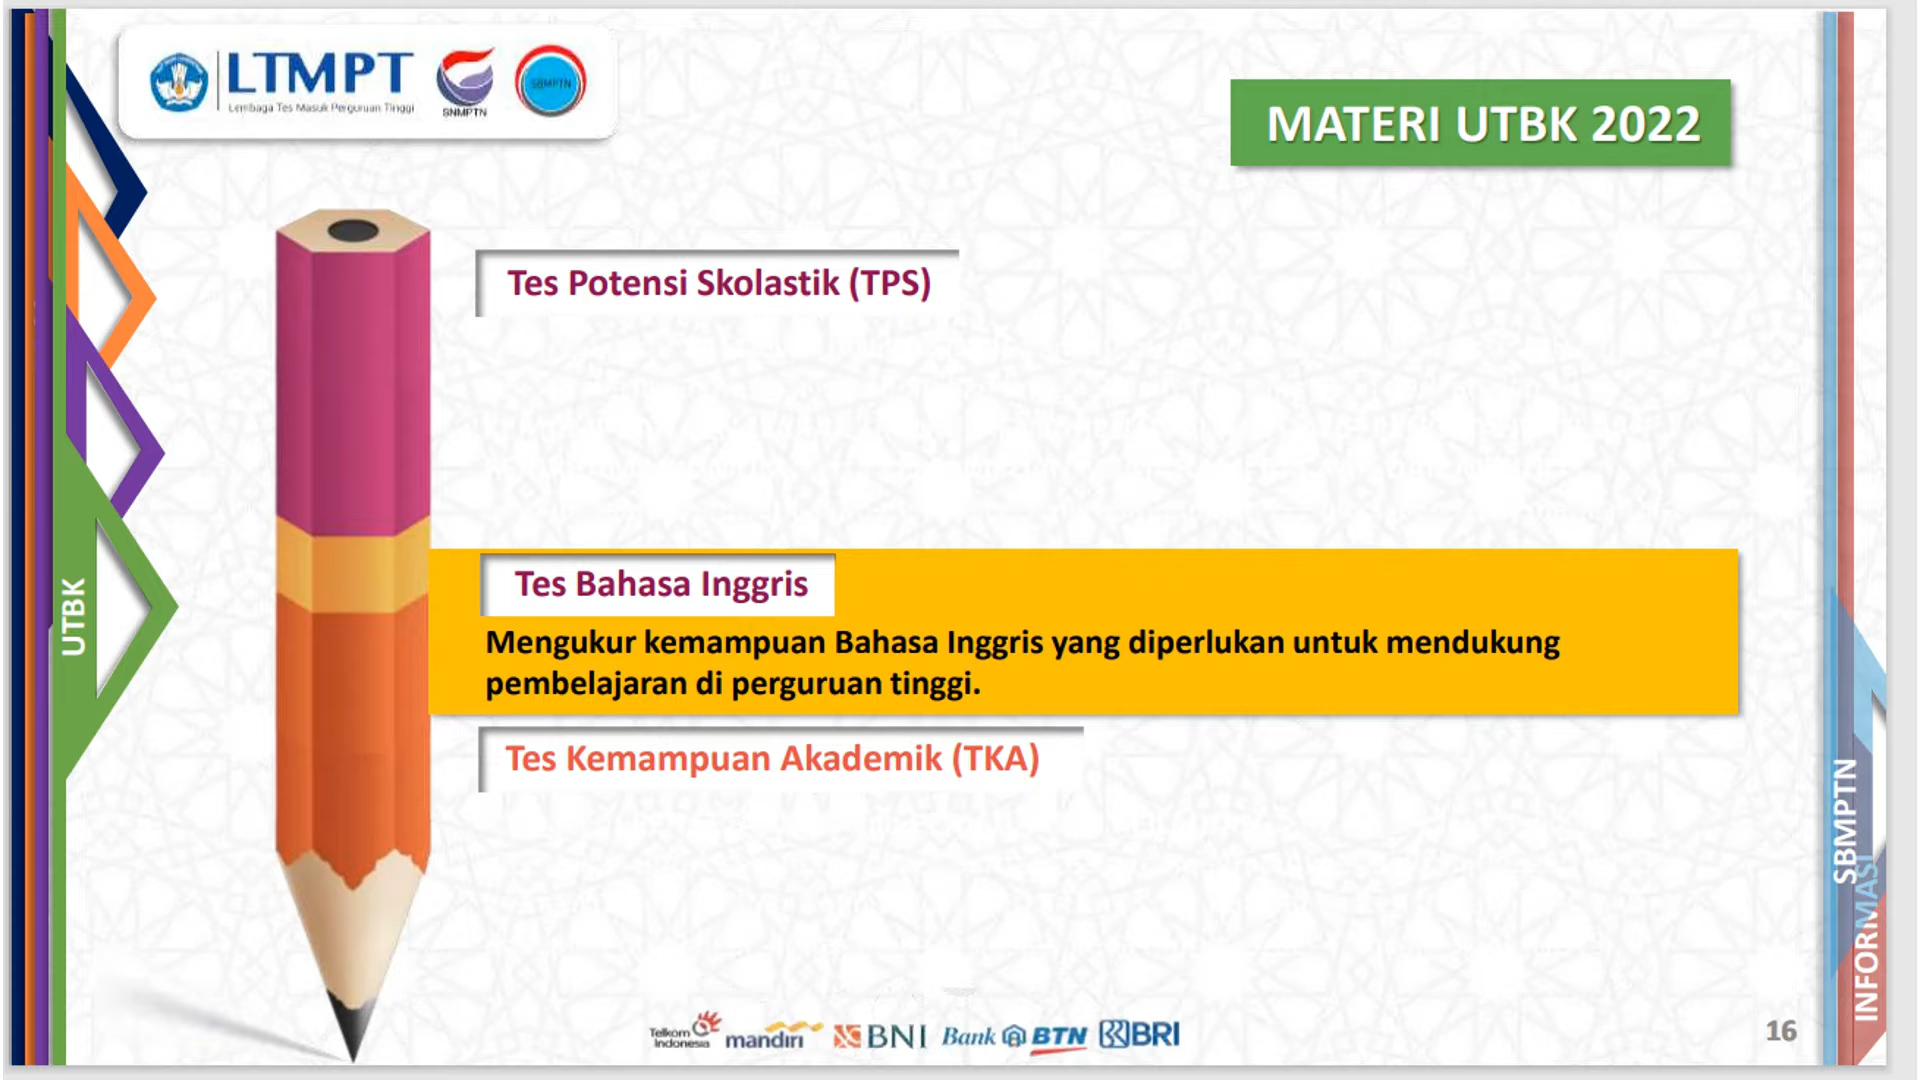 LTMPT
Lembaga Tes Masuk Perguruan Tinggi
SNMPTN
SBMPTN
MATERI UTBK 2022
Tes Potensi Skolastik (TPS)
Tes Bahasa Inggris
Mengukur kemampuan Bahasa Inggris yang diperlukan untuk mendukung
pembelajaran di perguruan tinggi.
Tes Kemampuan Akademik (TKA)
UTBK
SBMPTN
INFORMASI
Telkom
Indonesia
mandiri
BNI
Bank BTN
BRI
16